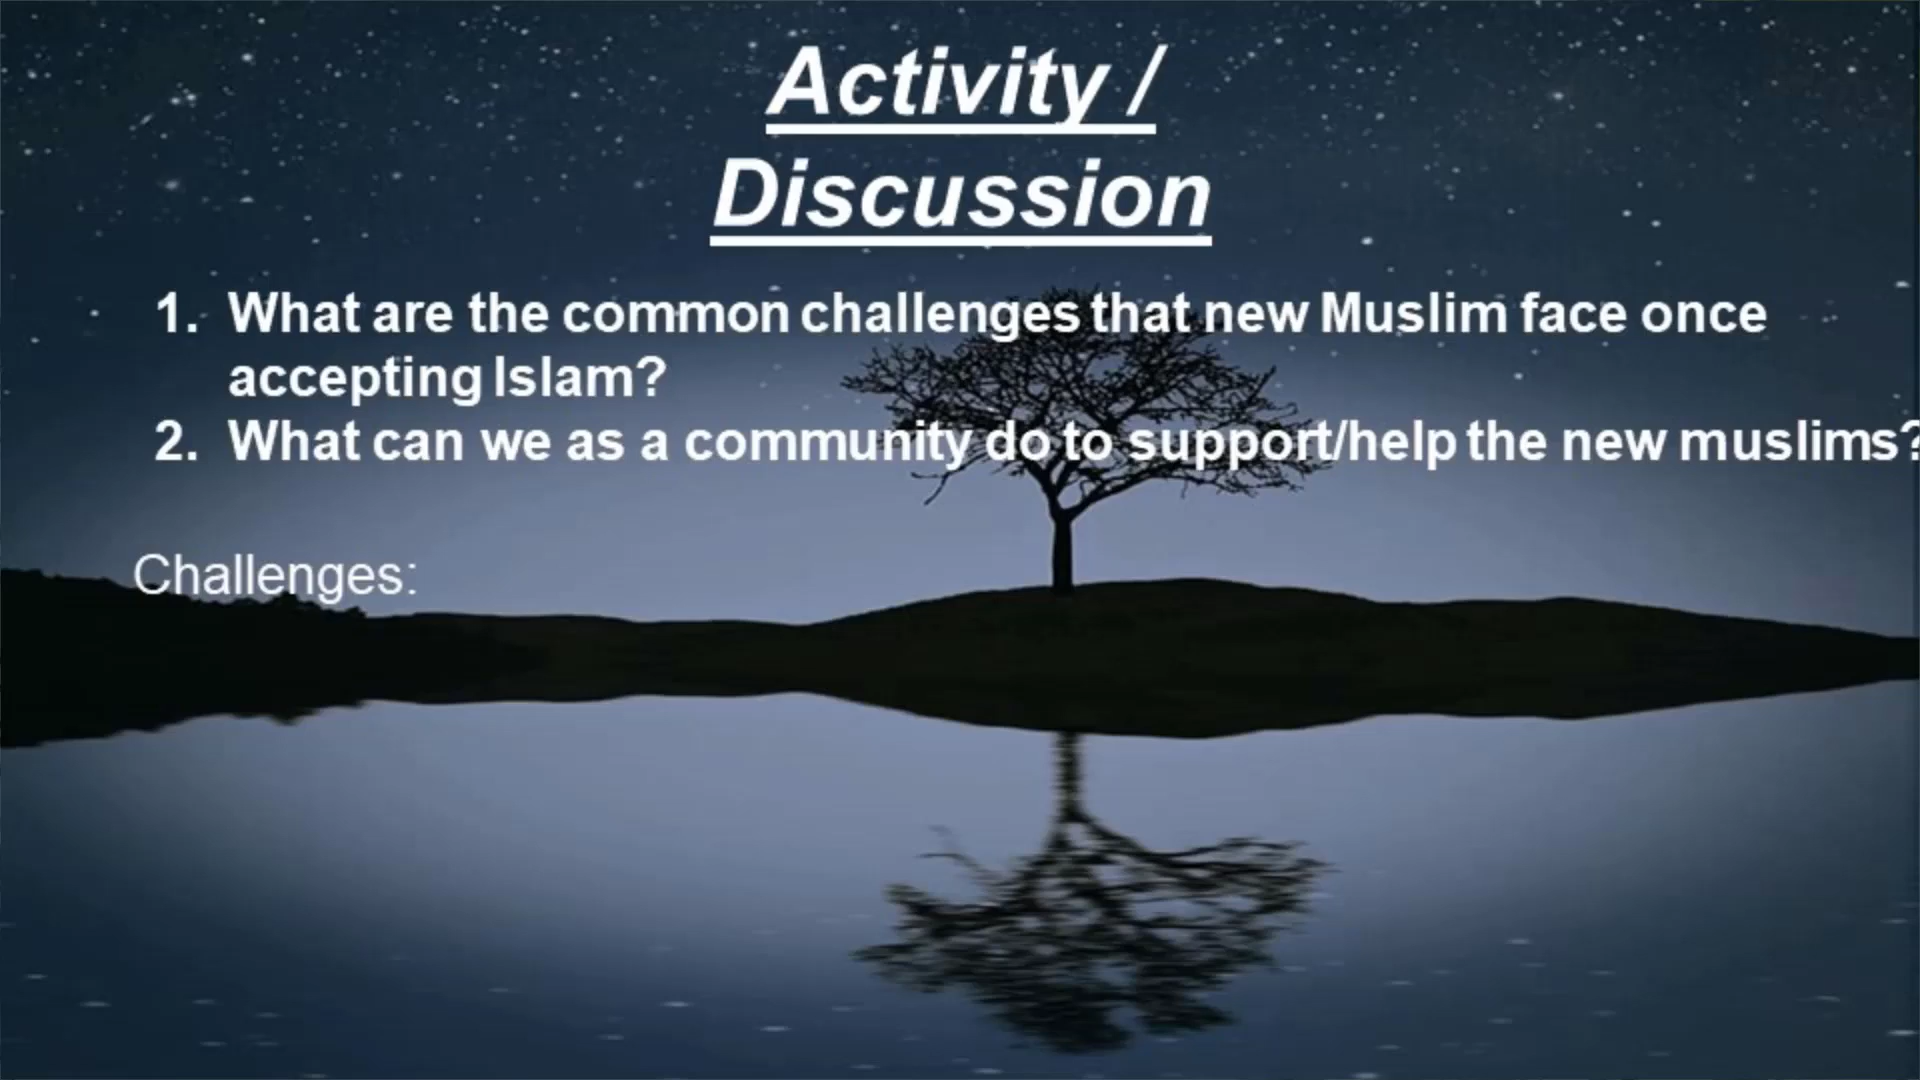 Activity /
Discussion
1. What are the common challenges that new Muslim face once
accepting Islam?
2. What can we as a community do to support/help the new muslims?
Challenges: